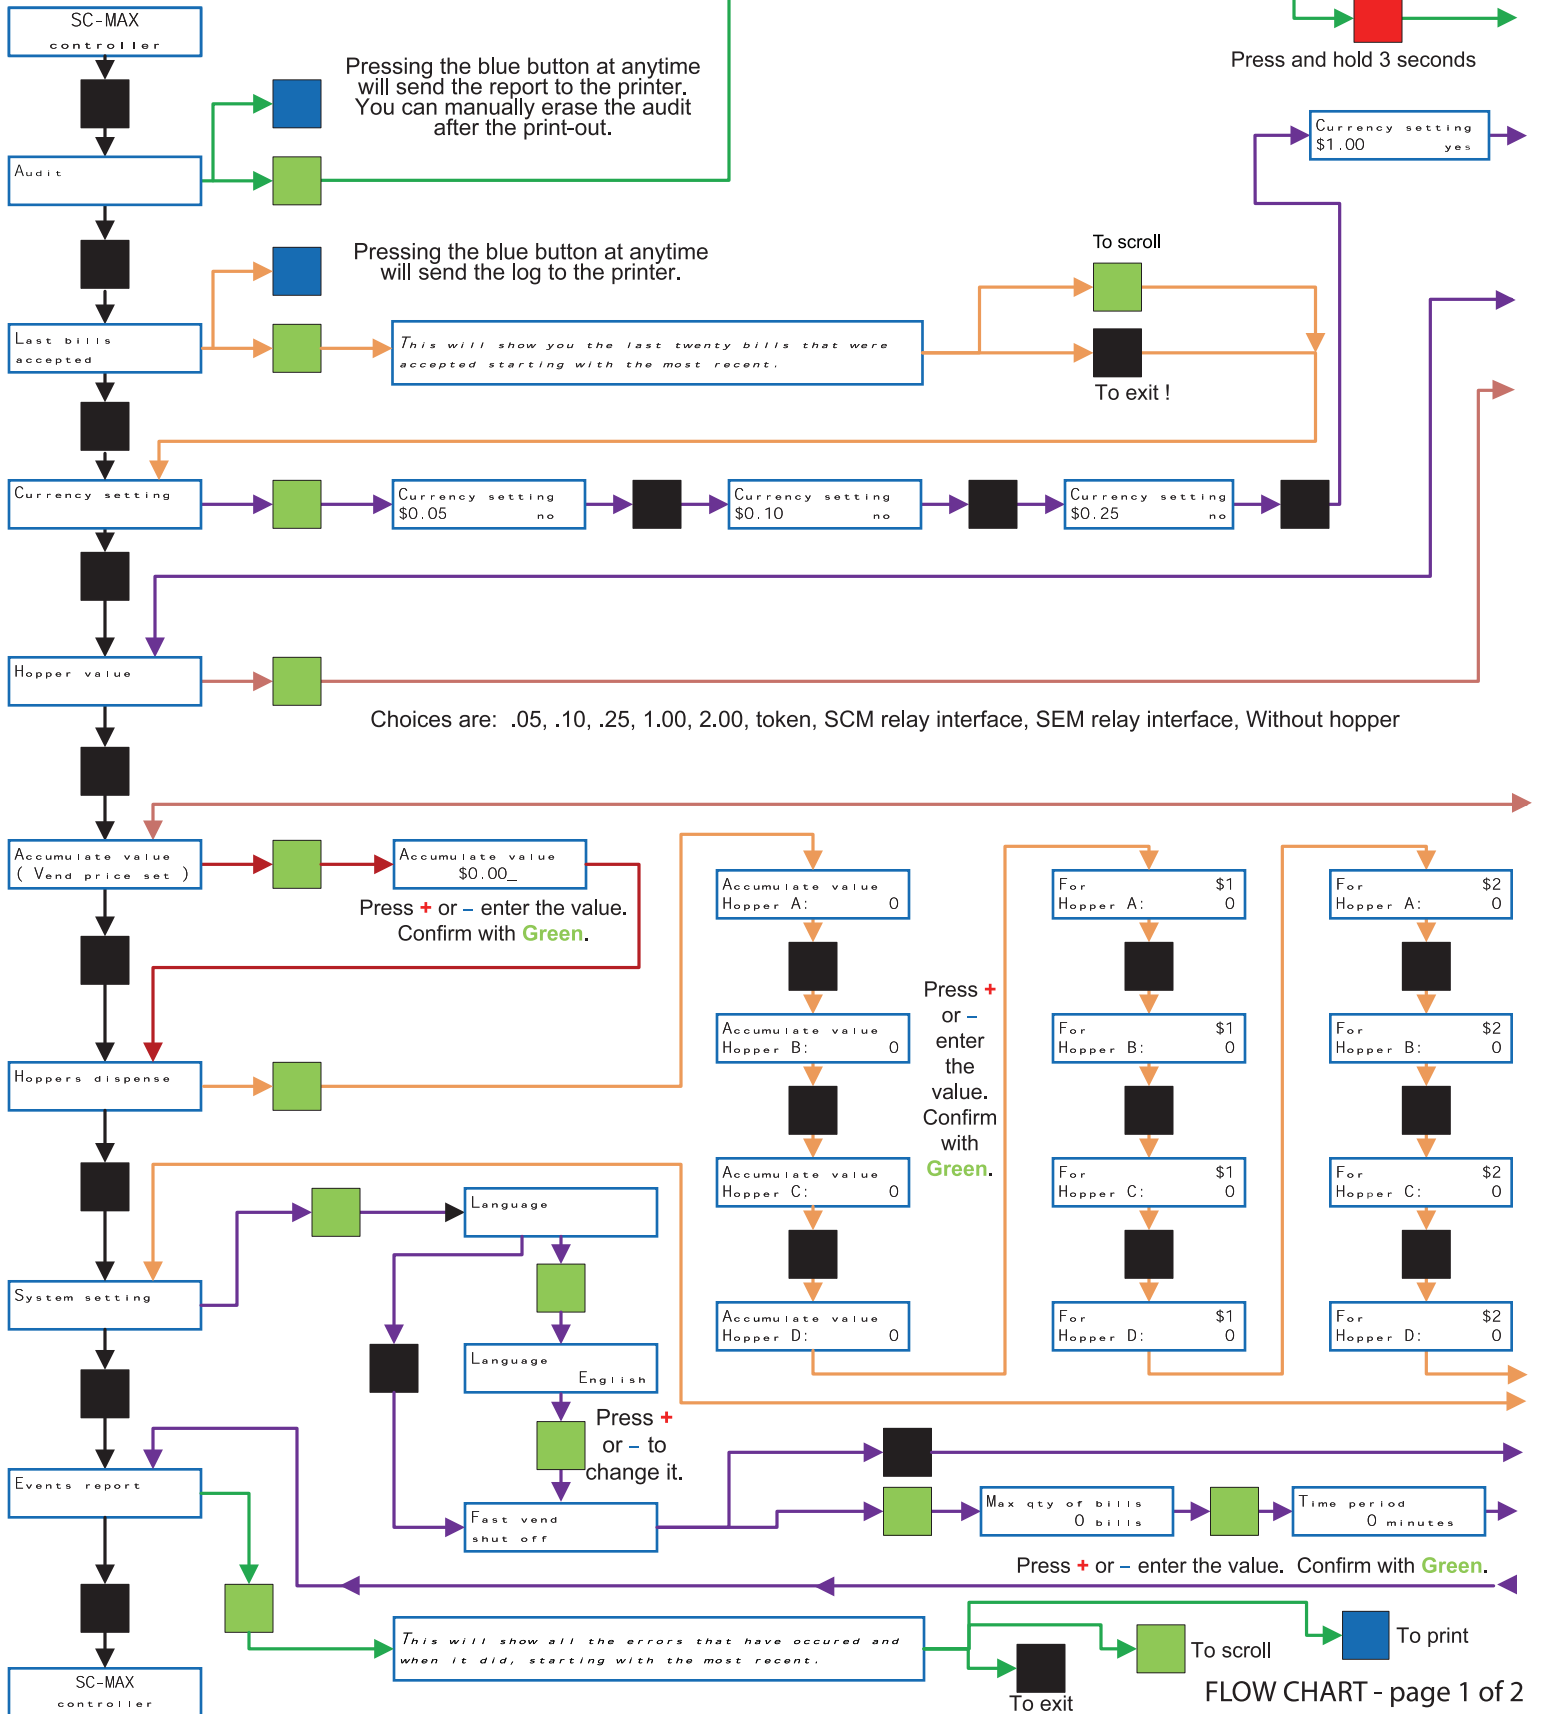 SC-MAX
controller
Press and hold 3 seconds
Pressing the blue button at anytime
will send the report to the printer.
You can manually erase the audit
after the print-out.
Currency setting
$1.00 yes
Audit
Pressing the blue button at anytime
will send the log to the printer.
To scroll
Last bills
accepted
This will show you the last twenty bills that were
accepted starting with the most recent.
To exit !
Currency setting
Currency setting
$0.05 no
Currency setting
$0.10 no
Currency setting
$0.25 no
Hopper value
Choices are: .05, .10, .25, 1.00, 2.00, token, SCM relay interface, SEM relay interface, Without hopper
Accumulate value
( Vend price set )
Accumulate value
$0.00_
Press + or – enter the value.
Confirm with Green.
Accumulate value
Hopper A: 0
For $1
Hopper A: 0
For $2
Hopper A: 0
Press +
or –
enter
the
value.
Confirm
with
Green.
Accumulate value
Hopper B: 0
For $1
Hopper B: 0
For $2
Hopper B: 0
Hoppers dispense
Accumulate value
Hopper C: 0
For $1
Hopper C: 0
For $2
Hopper C: 0
Language
System setting
Accumulate value
Hopper D: 0
For $1
Hopper D: 0
For $2
Hopper D: 0
Language
English
Press +
or – to
change it.
Events report
Fast vend
shut off
Max qty of bills
0 bills
Time period
0 minutes
Press + or – enter the value. Confirm with Green.
This will show all the errors that have occured and
when it did, starting with the most recent.
To exit
To scroll
To print
SC-MAX
controller
FLOW CHART - page 1 of 2